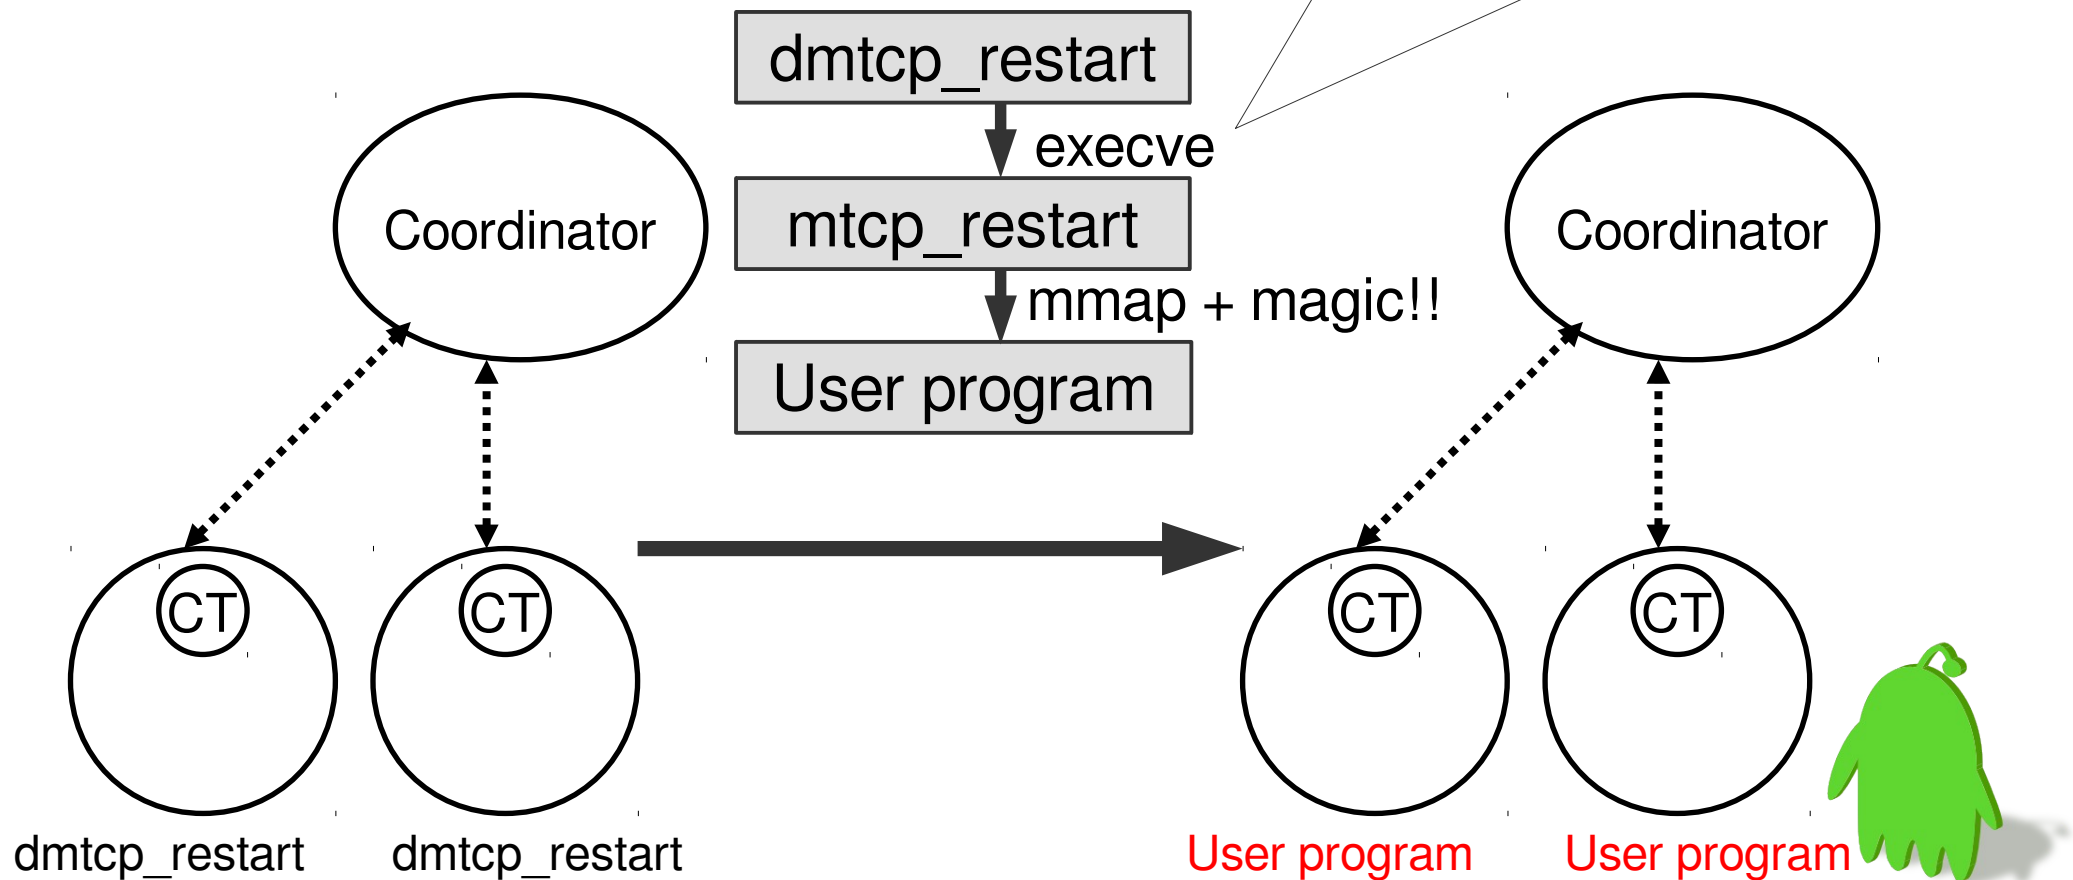 dmtcp_restart
execve
Coordinator
mtcp_restart
Coordinator
mmap + magic!!
User program
CT
CT
CT
CT
dmtcp_restart
dmtcp_restart
User program
User program